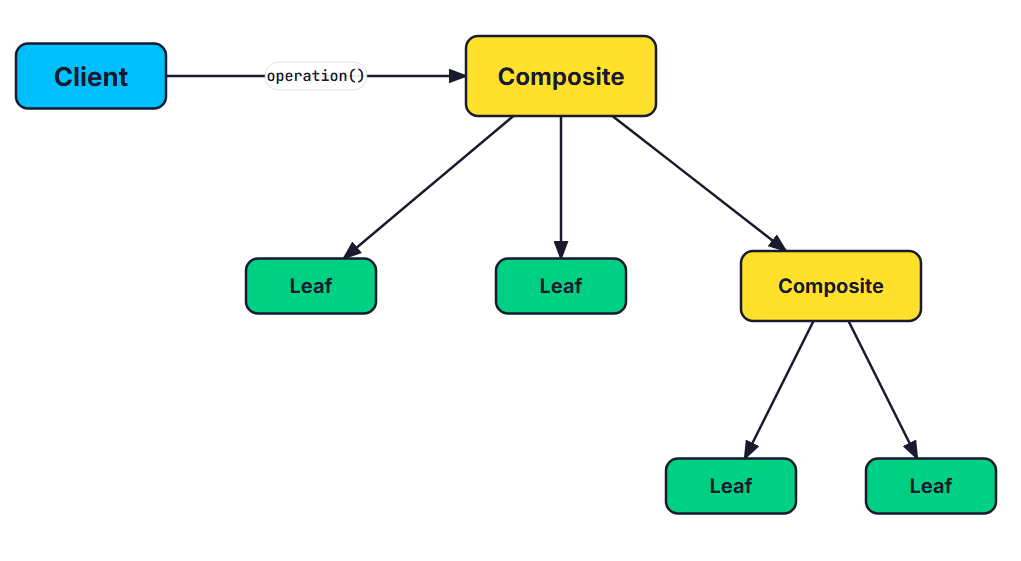 Client
operation()
Composite
Leaf
Leaf
Composite
Leaf
Leaf